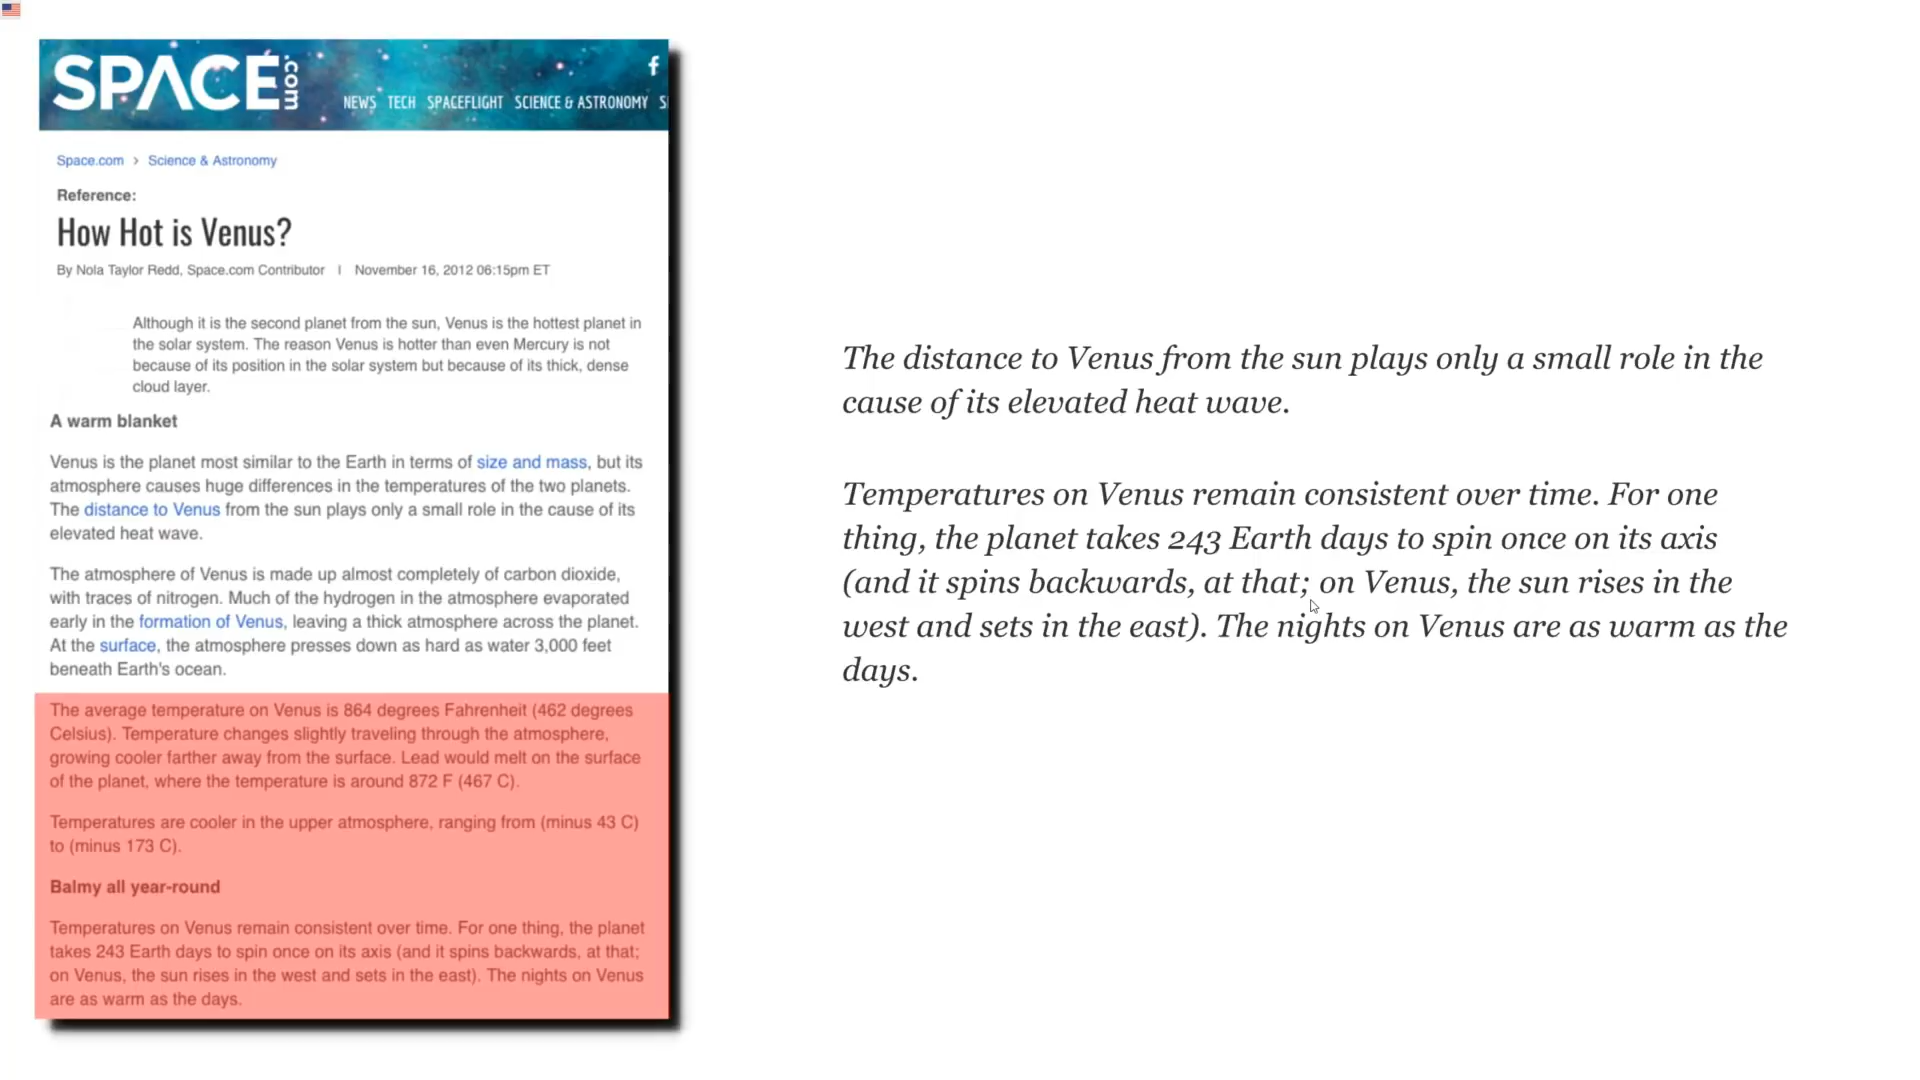 SPACE.com
NEWS TECH SPACEFLIGHT SCIENCE & ASTRONOMY
Space.com > Science & Astronomy
Reference:
How Hot is Venus?
By Nola Taylor Redd, Space.com Contributor | November 16, 2012 06:15pm ET
Although it is the second planet from the sun, Venus is the hottest planet in
the solar system. The reason Venus is hotter than even Mercury is not
because of its position in the solar system but because of its thick, dense
cloud layer.
A warm blanket
Venus is the planet most similar to the Earth in terms of size and mass, but its
atmosphere causes huge differences in the temperatures of the two planets.
The distance to Venus from the sun plays only a small role in the cause of its
elevated heat wave.
The atmosphere of Venus is made up almost completely of carbon dioxide,
with traces of nitrogen. Much of the hydrogen in the atmosphere evaporated
early in the formation of Venus, leaving a thick atmosphere across the planet.
At the surface, the atmosphere presses down as hard as water 3,000 feet
beneath Earth's ocean.
The average temperature on Venus is 864 degrees Fahrenheit (462 degrees
Celsius). Temperature changes slightly traveling through the atmosphere,
growing cooler farther away from the surface. Lead would melt on the surface
of the planet, where the temperature is around 872 F (467 C).
Temperatures are cooler in the upper atmosphere, ranging from (minus 43 C)
to (minus 173 C).
Balmy all year-round
Temperatures on Venus remain consistent over time. For one thing, the planet
takes 243 Earth days to spin once on its axis (and it spins backwards, at that;
on Venus, the sun rises in the west and sets in the east). The nights on Venus
are as warm as the days.
The distance to Venus from the sun plays only a small role in the
cause of its elevated heat wave.
Temperatures on Venus remain consistent over time. For one
thing, the planet takes 243 Earth days to spin once on its axis
(and it spins backwards, at that; on Venus, the sun rises in the
west and sets in the east). The nights on Venus are as warm as the
days.